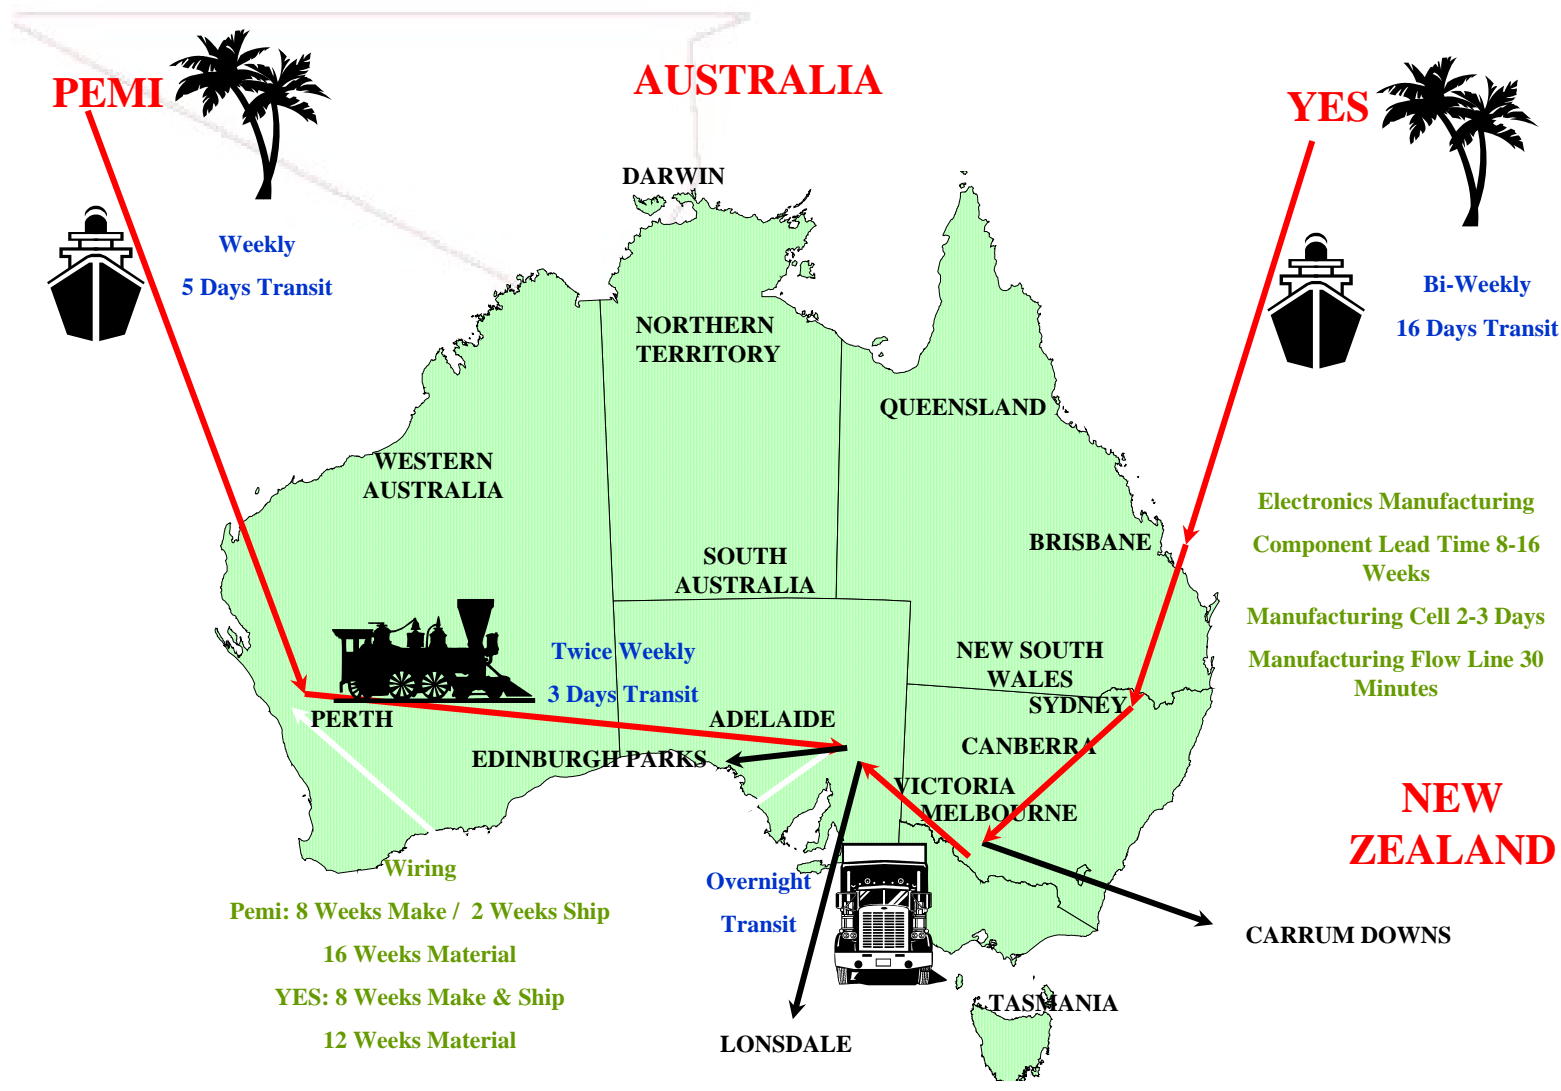 PEMI
AUSTRALIA
YES
DARWIN
Weekly
5 Days Transit
Bi-Weekly
16 Days Transit
NORTHERN
TERRITORY
QUEENSLAND
WESTERN
AUSTRALIA
Electronics Manufacturing
Component Lead Time 8-16
Weeks
Manufacturing Cell 2-3 Days
Manufacturing Flow Line 30
Minutes
BRISBANE
SOUTH
AUSTRALIA
Twice Weekly
3 Days Transit
NEW SOUTH
WALES
SYDNEY
PERTH
ADELAIDE
CANBERRA
EDINBURGH PARKS
VICTORIA
MELBOURNE
NEW
ZEALAND
Wiring
Pemi: 8 Weeks Make /  2 Weeks Ship
16 Weeks Material
YES: 8 Weeks Make & Ship
12 Weeks Material
Overnight
Transit
CARRUM DOWNS
TASMANIA
LONSDALE